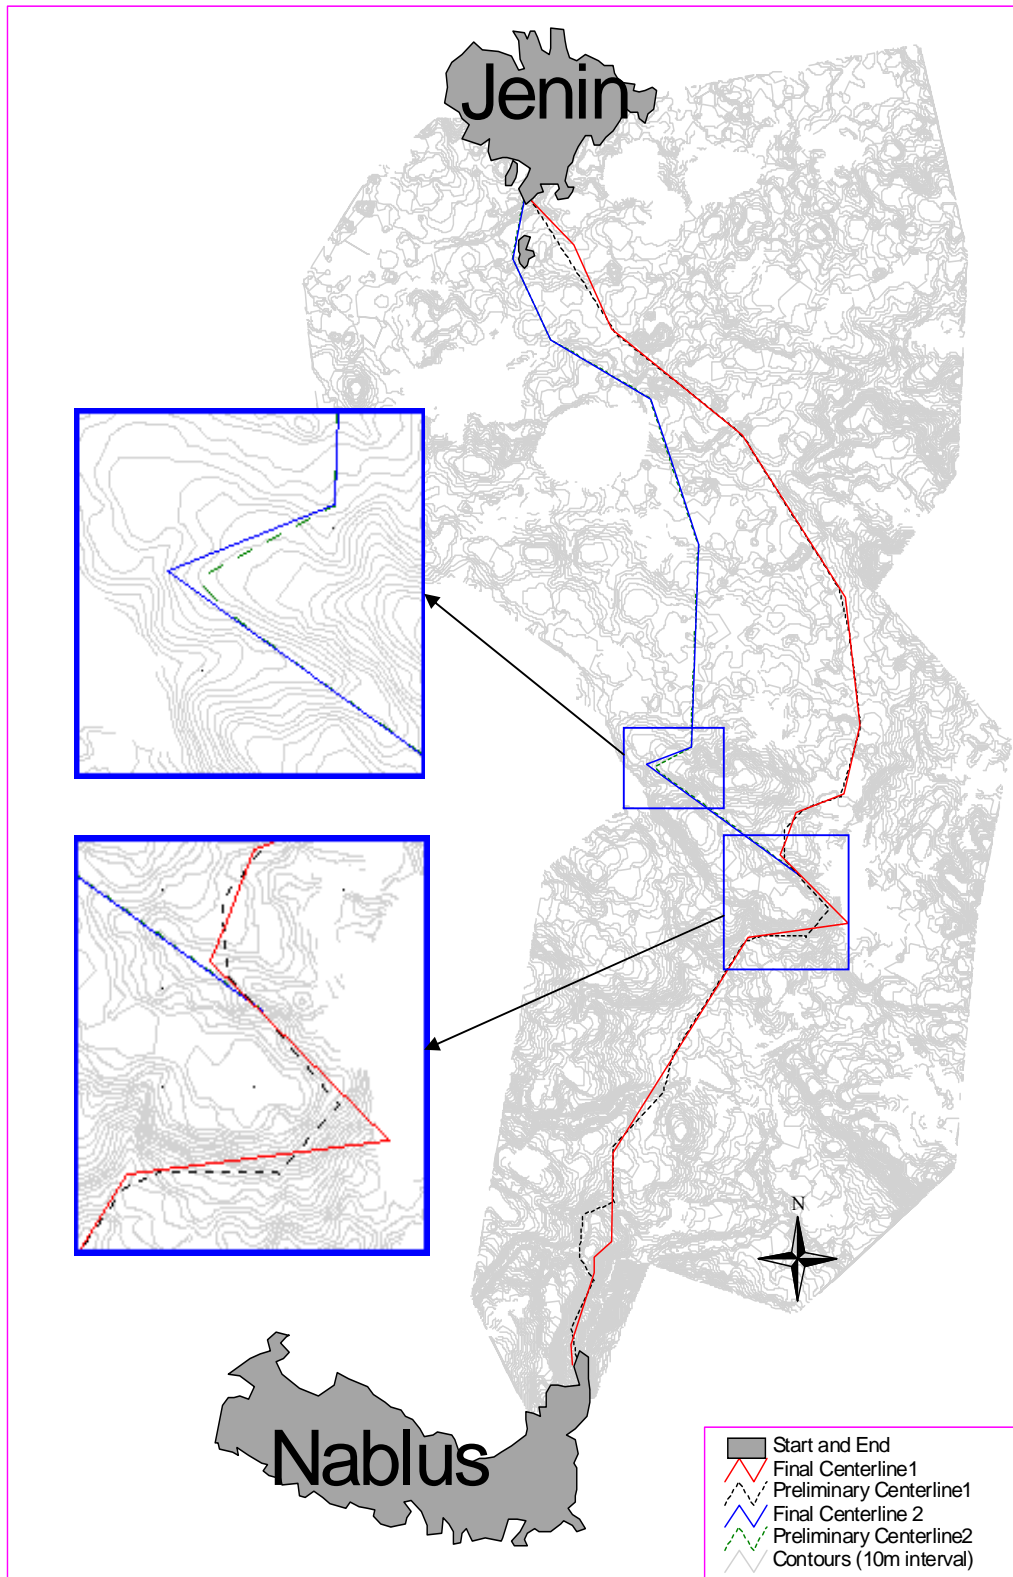 Jenin
N
Nablus
Start and End
Final Centerline1
Preliminary Centerline1
Final Centerline 2
Preliminary Centerline2
Contours (10m interval)